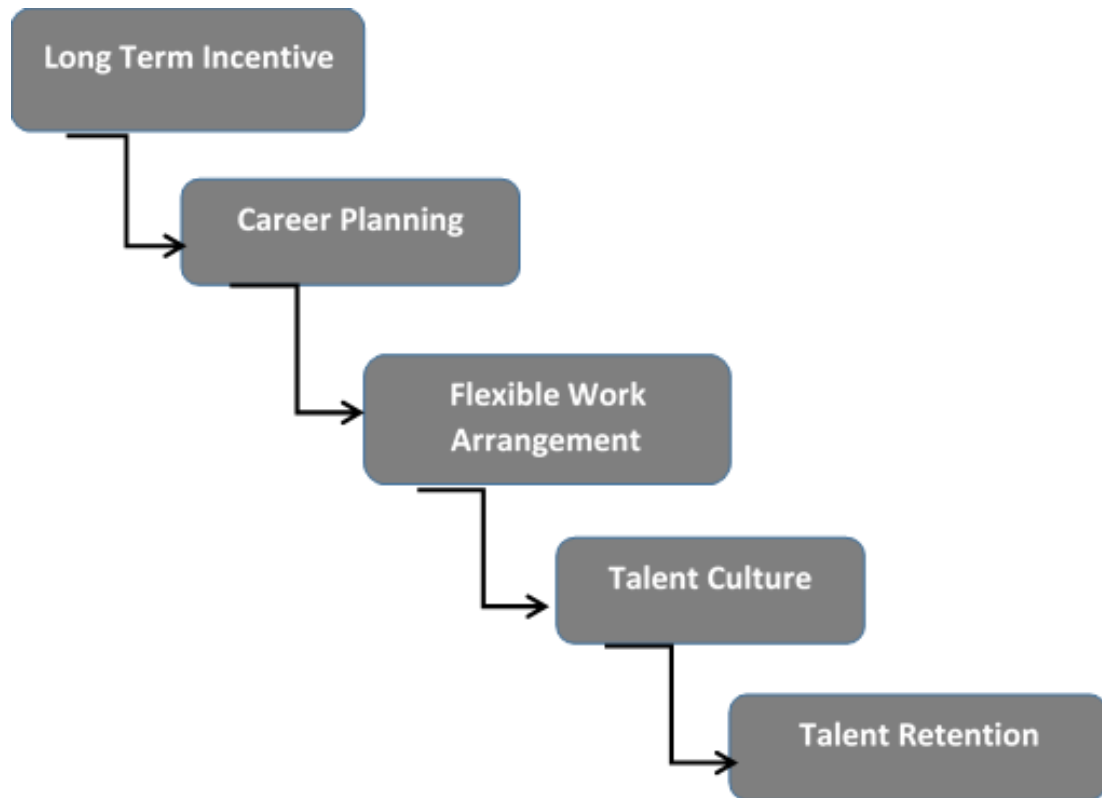 Long Term Incentive
Career Planning
Flexible Work
Arrangement
Talent Culture
Talent Retention